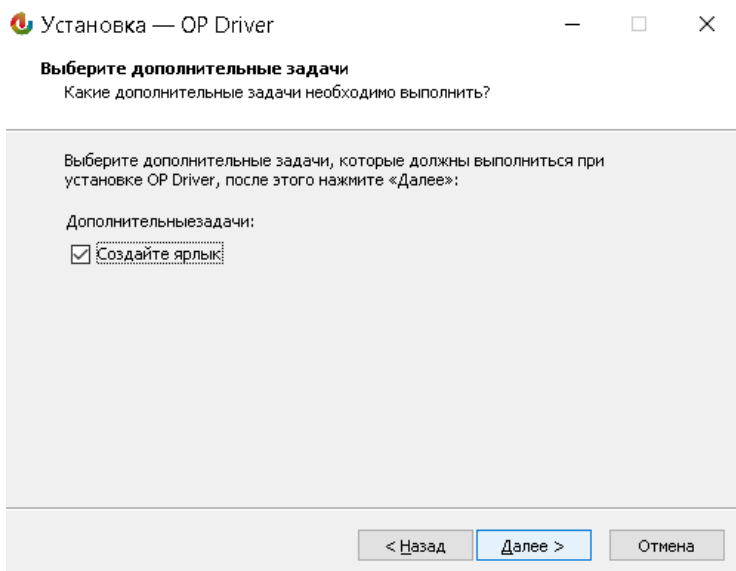 Установка — OP Driver
Выберите дополнительные задачи
Какие дополнительные задачи необходимо выполнить?
Выберите дополнительные задачи, которые должны выполниться при
установке OP Driver, после этого нажмите «Далее»:
Дополнительныезадачи:
Создайте ярлык
< Назад Далее > Отмена